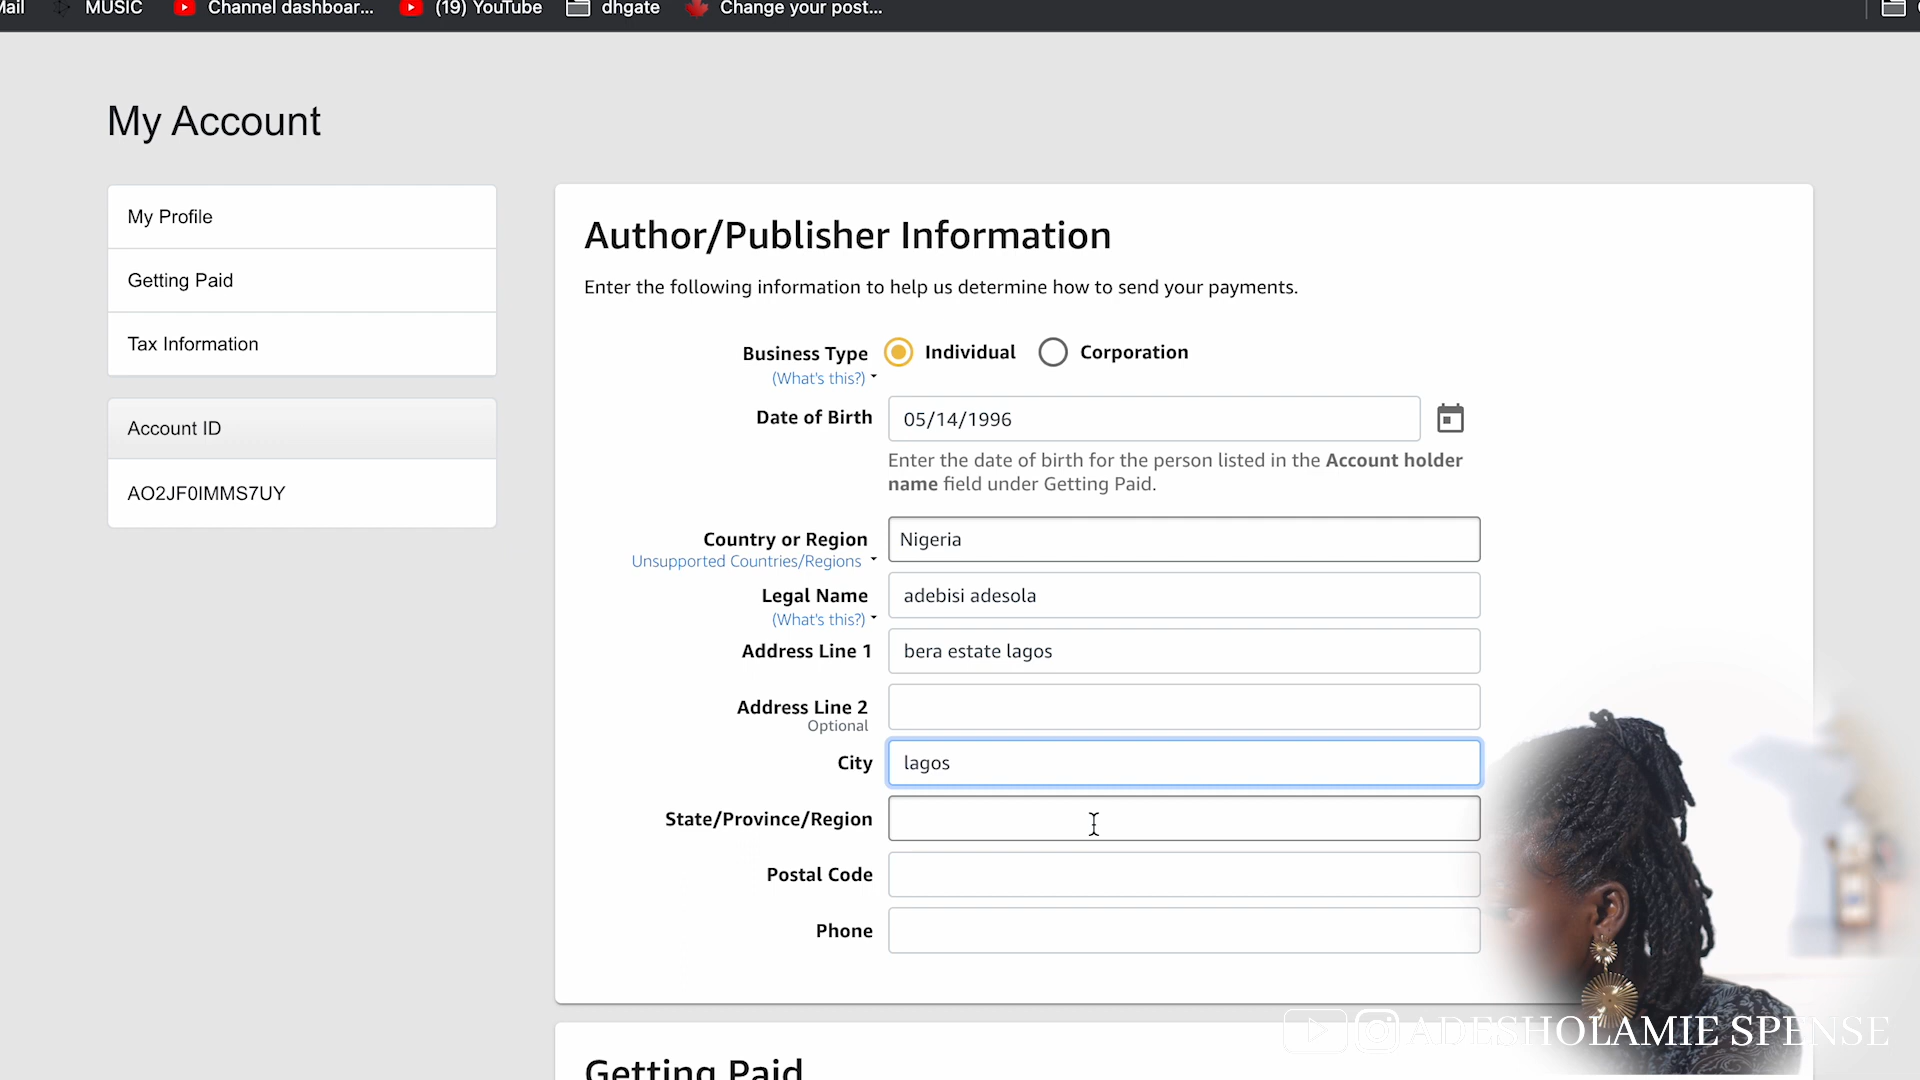 Mail MUSIC Channel dashboar... (19) YouTube dhgate Change your post...
My Account
My Profile
Getting Paid
Tax Information
Account ID
AO2JF0IMMS7UY
Author/Publisher Information
Enter the following information to help us determine how to send your payments.
Business Type Individual Corporation
(What's this?)
Date of Birth 05/14/1996
Enter the date of birth for the person listed in the Account holder
name field under Getting Paid.
Country or Region Nigeria
Unsupported Countries/Regions
Legal Name adebisi adesola
(What's this?)
Address Line 1 bera estate lagos
Address Line 2
Optional
City lagos
State/Province/Region
Postal Code
Phone
ADESHOLAMIE SPENSE
Getting Paid